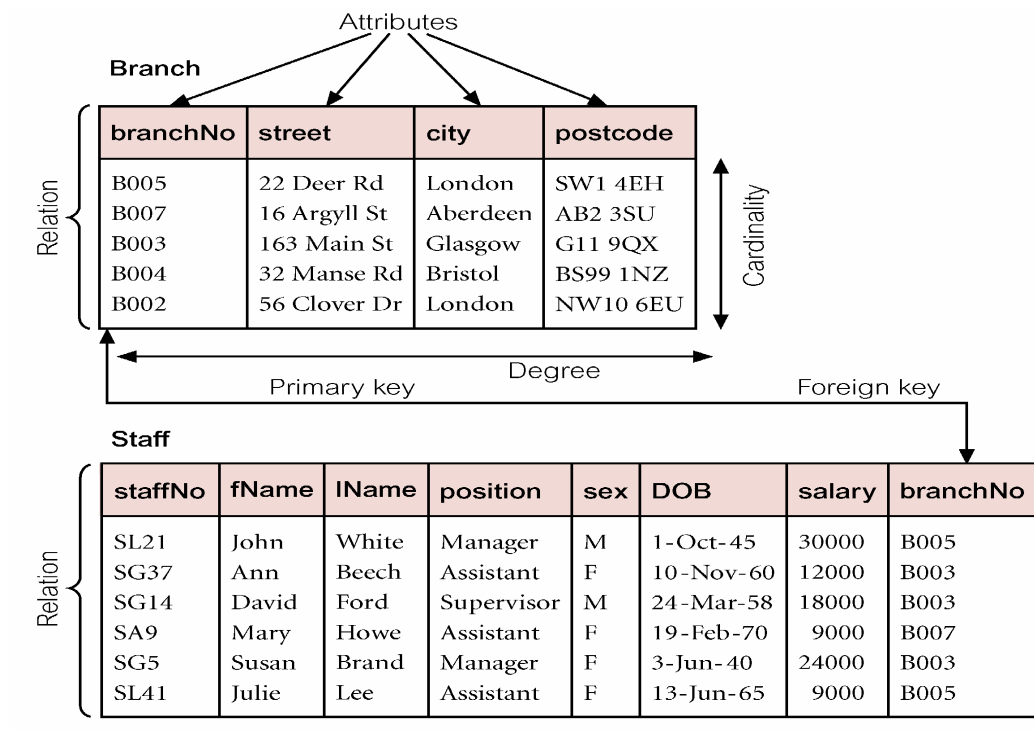 Attributes
Branch
branchNo street city postcode
B005 22 Deer Rd London SW1 4EH
B007 16 Argyll St Aberdeen AB2 3SU
B003 163 Main St Glasgow G11 9QX
B004 32 Manse Rd Bristol BS99 1NZ
B002 56 Clover Dr London NW10 6EU
Relation
Cardinality
Degree
Primary key Foreign key
Staff
staffNo fName lName position sex DOB salary branchNo
SL21 John White Manager M 1-Oct-45 30000 B005
SG37 Ann Beech Assistant F 10-Nov-60 12000 B003
SG14 David Ford Supervisor M 24-Mar-58 18000 B003
SA9 Mary Howe Assistant F 19-Feb-70 9000 B007
SG5 Susan Brand Manager F 3-Jun-40 24000 B003
SL41 Julie Lee Assistant F 13-Jun-65 9000 B005
Relation